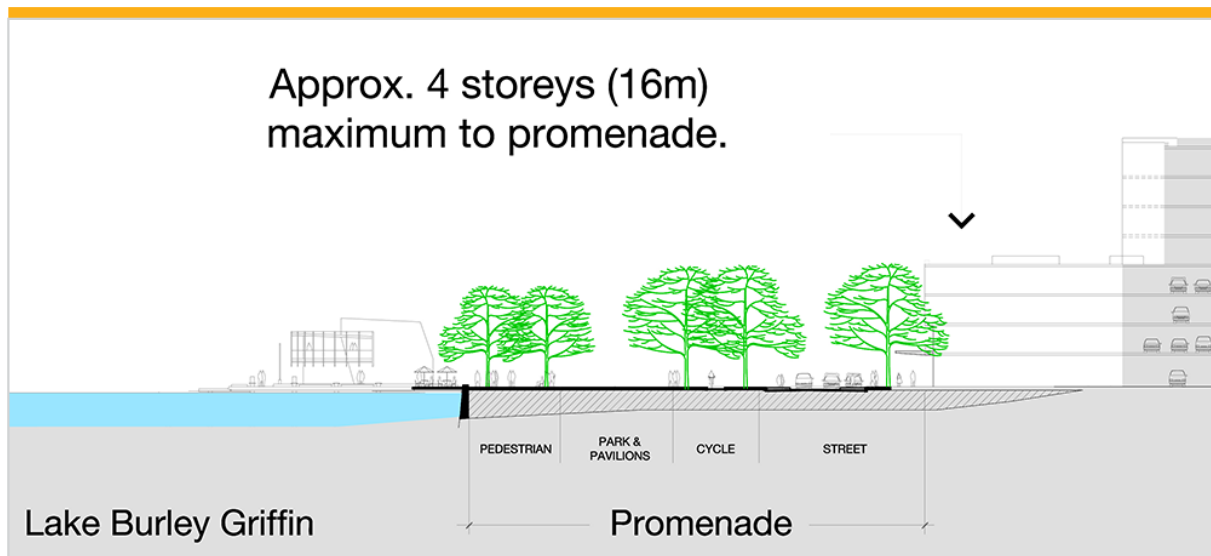 Approx. 4 storeys (16m)
maximum to promenade.
PEDESTRIAN
PARK &
PAVILIONS
CYCLE
STREET
Lake Burley Griffin
Promenade